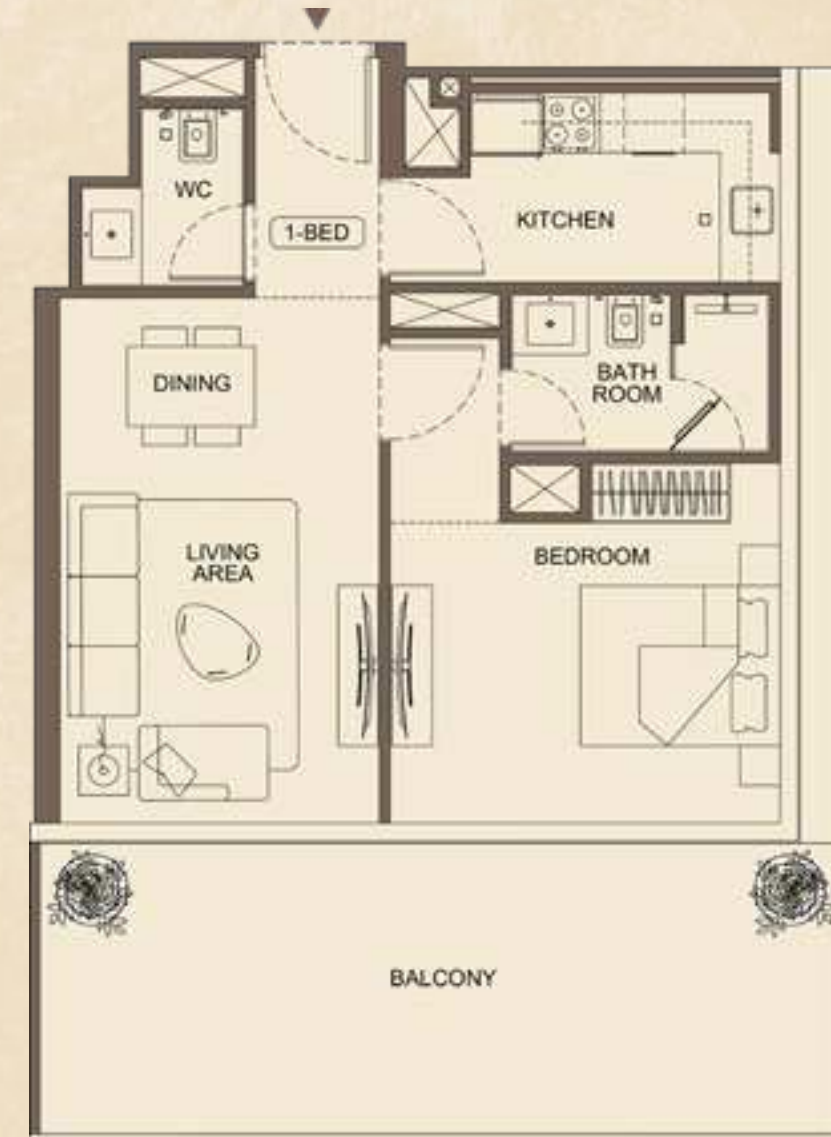 WC
1-BED
KITCHEN
DINING
BATH
ROOM
LIVING
AREA
BEDROOM
BALCONY